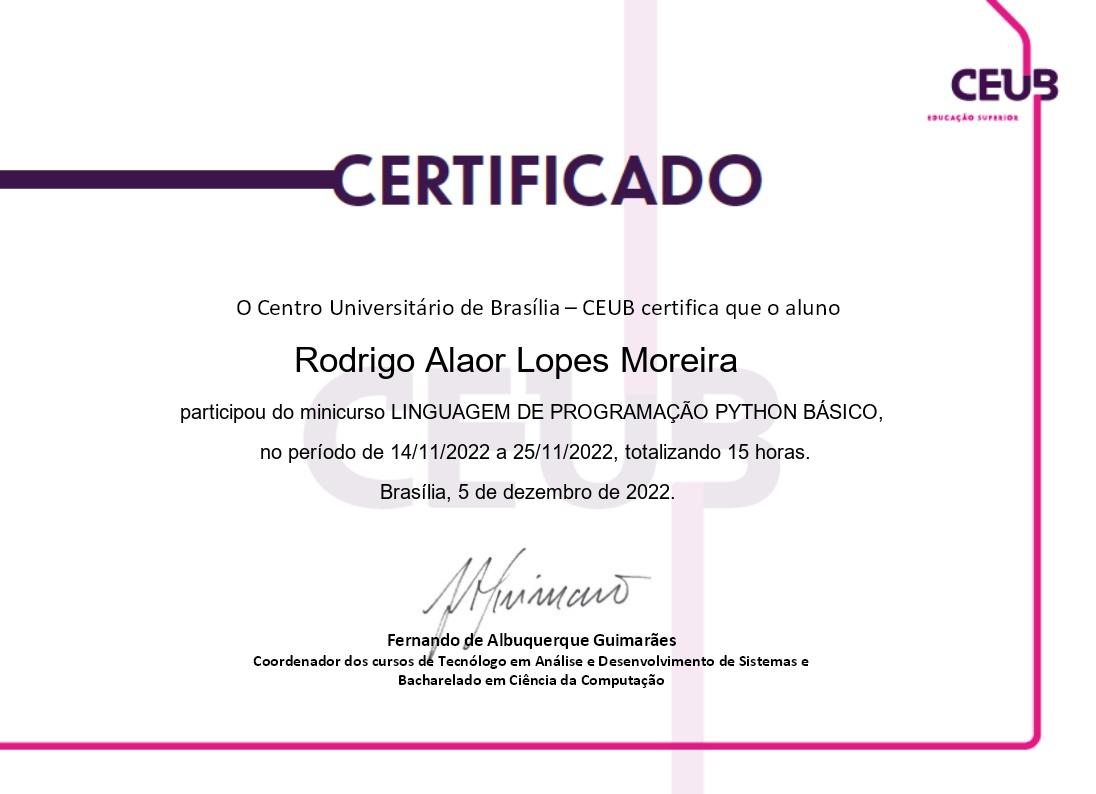 CEUB
EDUCAÇÃO SUPERIOR
CERTIFICADO
O Centro Universitário de Brasília – CEUB certifica que o aluno
Rodrigo Alaor Lopes Moreira
participou do minicurso LINGUAGEM DE PROGRAMAÇÃO PYTHON BÁSICO,
no período de 14/11/2022 a 25/11/2022, totalizando 15 horas.
Brasília, 5 de dezembro de 2022.
CEUB
Fernando de Albuquerque Guimarães
Coordenador dos cursos de Tecnólogo em Análise e Desenvolvimento de Sistemas e
Bacharelado em Ciência da Computação